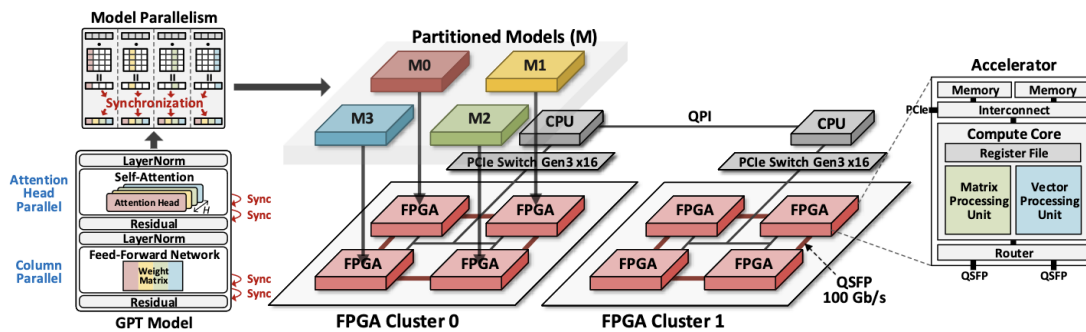 Model Parallelism
Synchronization
LayerNorm
Self-Attention
Attention Head
H
Residual
LayerNorm
Feed-Forward Network
Weight
Matrix
Residual
GPT Model
Attention
Head
Parallel
Column
Parallel
Sync
Sync
Sync
Sync
Partitioned Models (M)
M0
M1
M3
M2
CPU
QPI
CPU
PCIe Switch Gen3 x16
PCIe Switch Gen3 x16
FPGA
FPGA
FPGA
FPGA
FPGA Cluster 0
FPGA
FPGA
FPGA
FPGA
QSFP
100 Gb/s
FPGA Cluster 1
Accelerator
Memory
Memory
PCIe
Interconnect
Compute Core
Register File
Matrix
Processing
Unit
Vector
Processing
Unit
Router
QSFP
QSFP